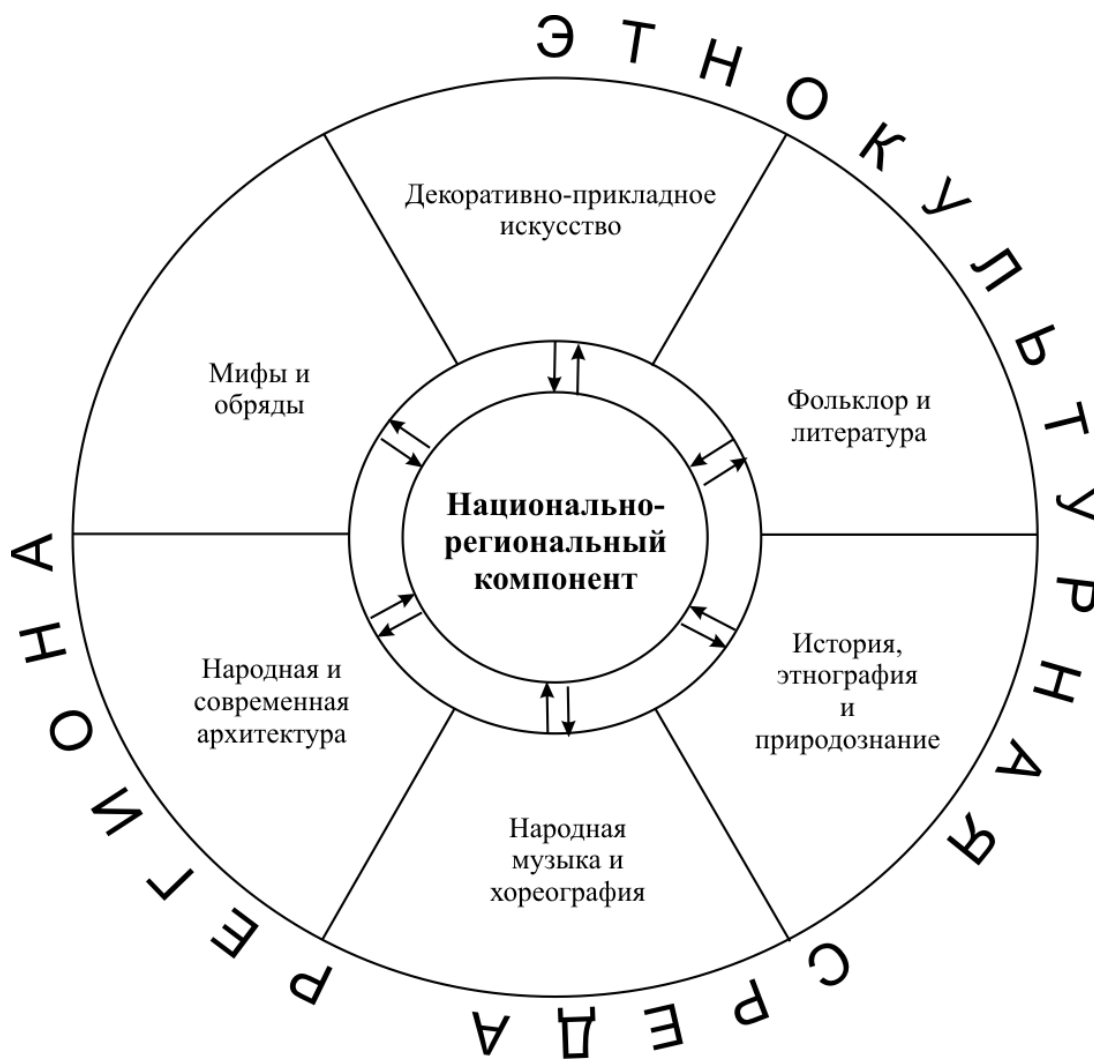 ЭТНОКУЛЬТУРНАЯ СРЕДА РЕГИОНА
Декоративно-прикладное
искусство
Фольклор и
литература
История,
этнография
и
природознание
Народная
музыка и
хореография
Народная и
современная
архитектура
Мифы и
обряды
Национально-
региональный
компонент